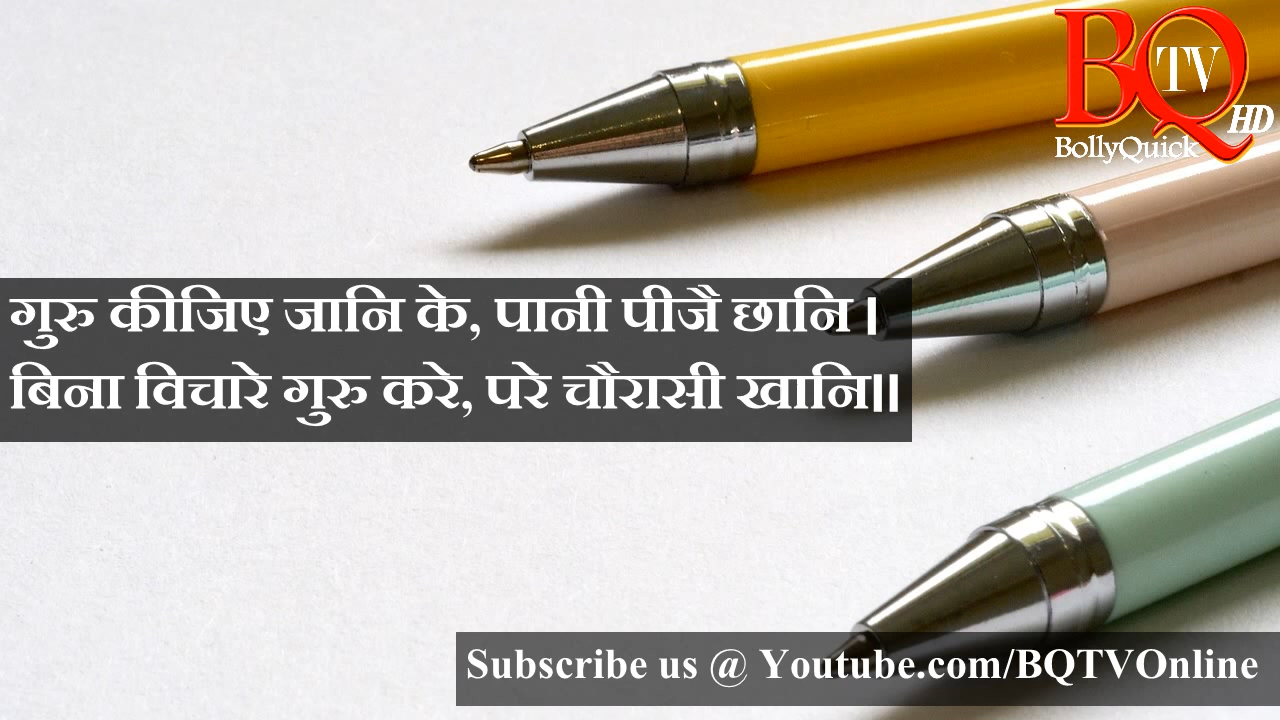 BQ TV HD
BollyQuick
गुरु कीजिए जानि के, पानी पीजै छानि।
बिना विचारे गुरु करे, परे चौरासी खानि॥
Subscribe us @ Youtube.com/BQTVOnline